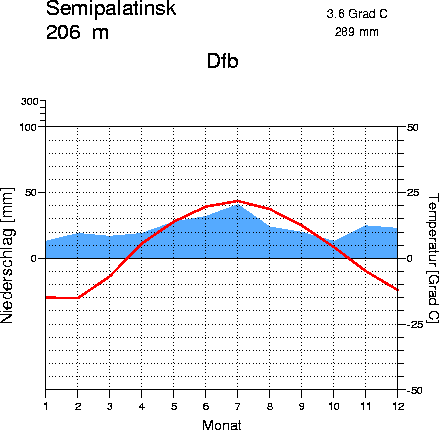 Semipalatinsk
206 m
3.6 Grad C
289 mm
Dfb
300
100
50
0
Niederschlag [mm]
50
25
0
-25
-50
Temperatur [Grad C]
1 2 3 4 5 6 7 8 9 10 11 12
Monat